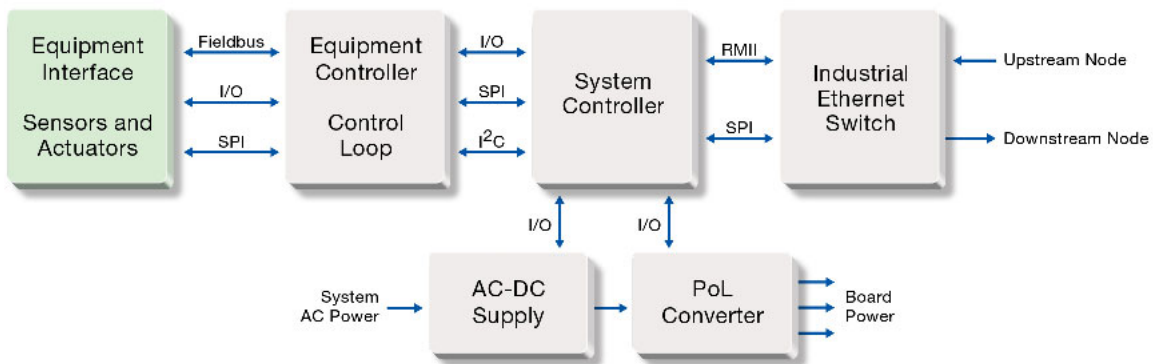 Equipment
Interface
Sensors and
Actuators
Fieldbus
I/O
SPI
Equipment
Controller
Control
Loop
I/O
SPI
I²C
System
Controller
RMII
SPI
Industrial
Ethernet
Switch
Upstream Node
Downstream Node
I/O
I/O
System
AC Power
AC-DC
Supply
PoL
Converter
Board
Power